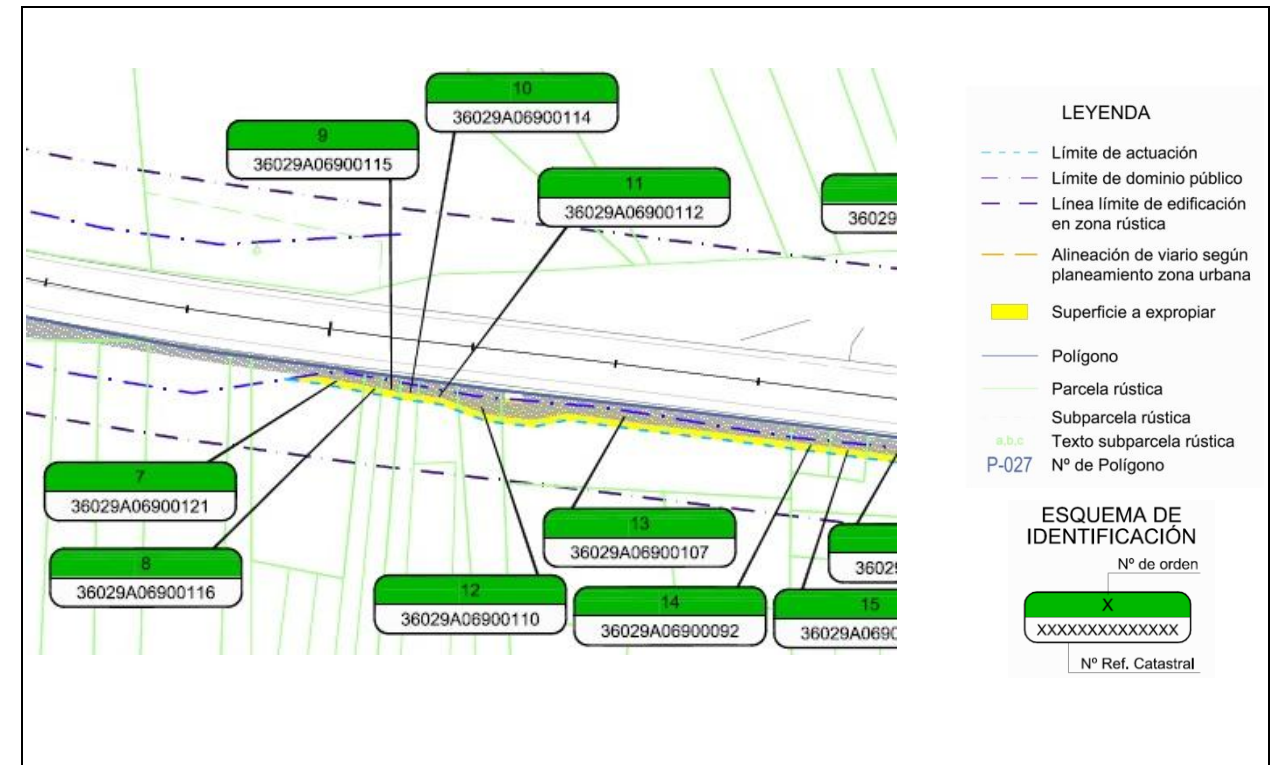 10
36029A06900114
9
36029A06900115
11
36029A06900112
36029
7
36029A06900121
8
36029A06900116
13
36029A06900107
36029
12
36029A06900110
14
36029A06900092
15
36029A0690
LEYENDA
Límite de actuación
Límite de dominio público
Línea límite de edificación
en zona rústica
Alineación de viario según
planeamiento zona urbana
Superficie a expropiar
Polígono
Parcela rústica
Subparcela rústica
a,b,c Texto subparcela rústica
P-027 Nº de Polígono
ESQUEMA DE
IDENTIFICACIÓN
Nº de orden
X
XXXXXXXXXXXXXX
Nº Ref. Catastral